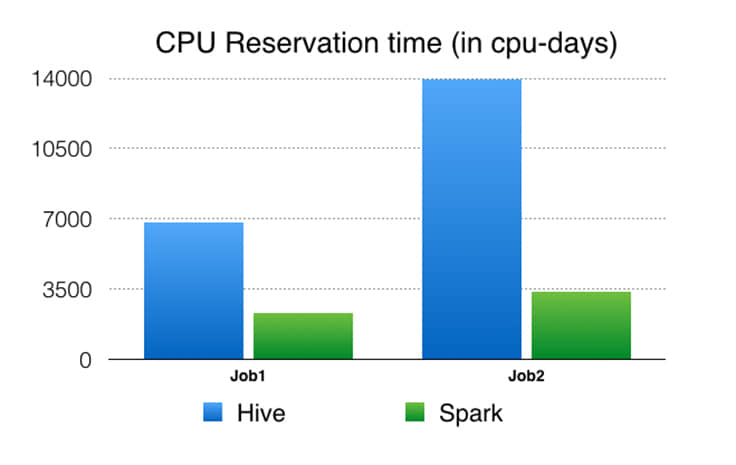 CPU Reservation time (in cpu-days)
14000
10500
7000
3500
0
Job1 Job2
Hive Spark